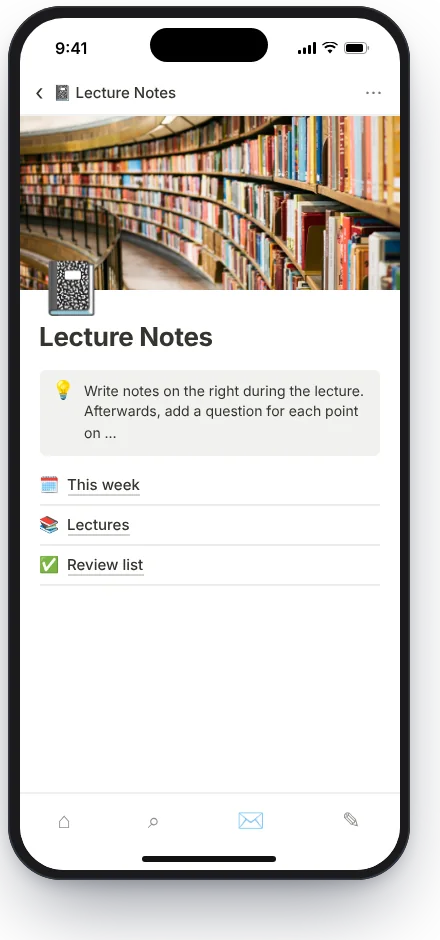 9:41
Lecture Notes
Lecture Notes
Write notes on the right during the lecture.
Afterwards, add a question for each point
on ...
This week
Lectures
Review list